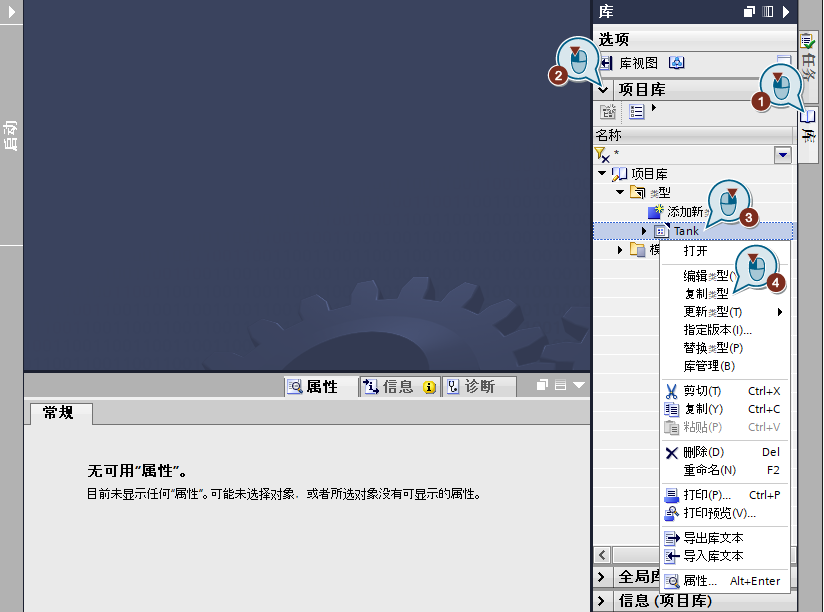 库
选项
库视图
2
1
任务
项目库
库
名称
*
启动
项目库
类型
添加新
3
Tank
打开
编辑类型(
4
复制类型
更新类型(T)
指定版本(I)...
替换类型(P)
库管理(B)
剪切(T) Ctrl+X
复制(Y) Ctrl+C
粘贴(P) Ctrl+V
删除(D) Del
重命名(N) F2
打印(P)... Ctrl+P
打印预览(V)...
导出库文本
导入库文本
属性... Alt+Enter
全局库
信息 (项目库)
属性 信息 诊断
常规
无可用“属性”。
目前未显示任何“属性”。可能未选择对象，或者所选对象没有可显示的属性。